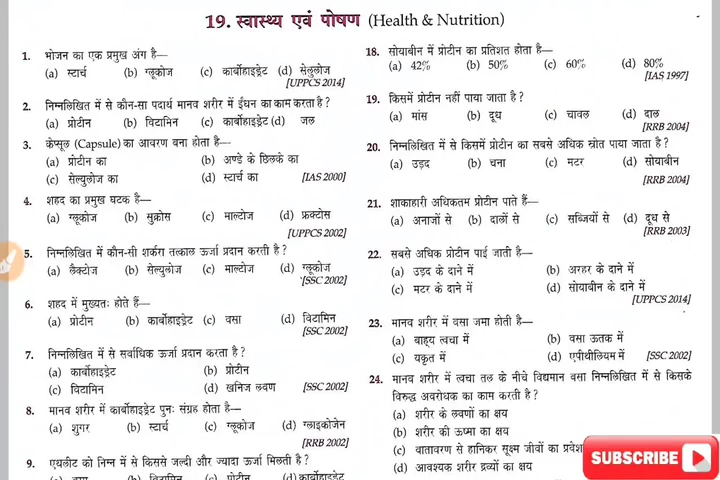 19. स्वास्थ्य एवं पोषण (Health & Nutrition)
1. भोजन का एक प्रमुख अंग है—
(a) स्टार्च (b) ग्लूकोज (c) कार्बोहाइड्रेट (d) सेलुलोज
[UPPCS 2014]
2. निम्नलिखित में से कौन-सा पदार्थ मानव शरीर में ईंधन का काम करता है?
(a) प्रोटीन (b) विटामिन (c) कार्बोहाइड्रेट (d) जल
3. कैप्सूल (Capsule) का आवरण बना होता है—
(a) प्रोटीन का (b) अण्डे के छिलके का
(c) सेल्युलोज का (d) स्टार्च का [IAS 2000]
4. शहद का प्रमुख घटक है—
(a) ग्लूकोज (b) सुक्रोस (c) माल्टोज (d) फ्रक्टोस
[UPPCS 2002]
5. निम्नलिखित में कौन-सी शर्करा तत्काल ऊर्जा प्रदान करती है?
(a) लैक्टोज (b) सेल्युलोज (c) माल्टोज (d) ग्लूकोज
[SSC 2002]
6. शहद में मुख्यतः होते हैं—
(a) प्रोटीन (b) कार्बोहाइड्रेट (c) वसा (d) विटामिन
[SSC 2002]
7. निम्नलिखित में से सर्वाधिक ऊर्जा प्रदान करता है?
(a) कार्बोहाइड्रेट (b) प्रोटीन
(c) विटामिन (d) खनिज लवण [SSC 2002]
8. मानव शरीर में कार्बोहाइड्रेट पुनः संग्रह होता है—
(a) शुगर (b) स्टार्च (c) ग्लूकोज (d) ग्लाइकोजेन
[RRB 2002]
9. एथलीट को निम्न में से किससे जल्दी और ज्यादा ऊर्जा मिलती है?
(a) वसा (b) विटामिन (c) प्रोटीन (d) कार्बोहाइड्रेट
18. सोयाबीन में प्रोटीन का प्रतिशत होता है—
(a) 42% (b) 50% (c) 60% (d) 80%
[IAS 1997]
19. किसमें प्रोटीन नहीं पाया जाता है?
(a) मांस (b) दूध (c) चावल (d) दाल
[RRB 2004]
20. निम्नलिखित में से किसमें प्रोटीन का सबसे अधिक स्रोत पाया जाता है?
(a) उड़द (b) चना (c) मटर (d) सोयाबीन
[RRB 2004]
21. शाकाहारी अधिकतम प्रोटीन पाते हैं—
(a) अनाजों से (b) दालों से (c) सब्जियों से (d) दूध से
[RRB 2003]
22. सबसे अधिक प्रोटीन पाई जाती है—
(a) उड़द के दाने में (b) अरहर के दाने में
(c) मटर के दाने में (d) सोयाबीन के दाने में
[UPPCS 2014]
23. मानव शरीर में वसा जमा होती है—
(a) बाह्य त्वचा में (b) वसा ऊतक में
(c) यकृत में (d) एपीथीलियम में [SSC 2002]
24. मानव शरीर में त्वचा तल के नीचे विद्यमान वसा निम्नलिखित में से किसके
विरुद्ध अवरोधक का काम करती है?
(a) शरीर के लवणों का क्षय
(b) शरीर की ऊष्मा का क्षय
(c) वातावरण से हानिकर सूक्ष्म जीवों का प्रवेश
(d) आवश्यक शरीर द्रव्यों का क्षय
SUBSCRIBE